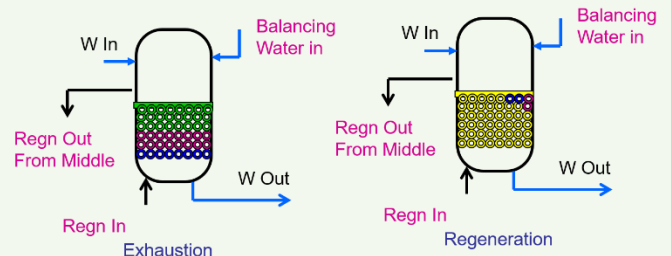 W In
Balancing
Water in
Regn Out
From Middle
W Out
Regn In
Exhaustion
W In
Balancing
Water in
Regn Out
From Middle
W Out
Regn In
Regeneration